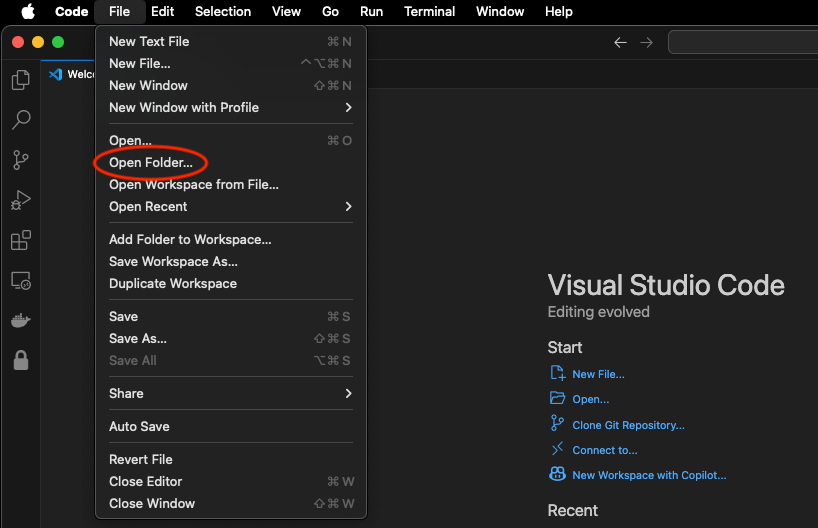 Code File Edit Selection View Go Run Terminal Window Help
Welc
New Text File ⌘ N
New File... ⌃⌥⌘ N
New Window ⇧⌘ N
New Window with Profile
Open... ⌘ O
Open Folder...
Open Workspace from File...
Open Recent
Add Folder to Workspace...
Save Workspace As...
Duplicate Workspace
Save ⌘ S
Save As... ⇧⌘ S
Save All ⌥⌘ S
Share
Auto Save
Revert File
Close Editor ⌘ W
Close Window ⇧⌘ W
Visual Studio Code
Editing evolved
Start
New File...
Open...
Clone Git Repository...
Connect to...
New Workspace with Copilot...
Recent